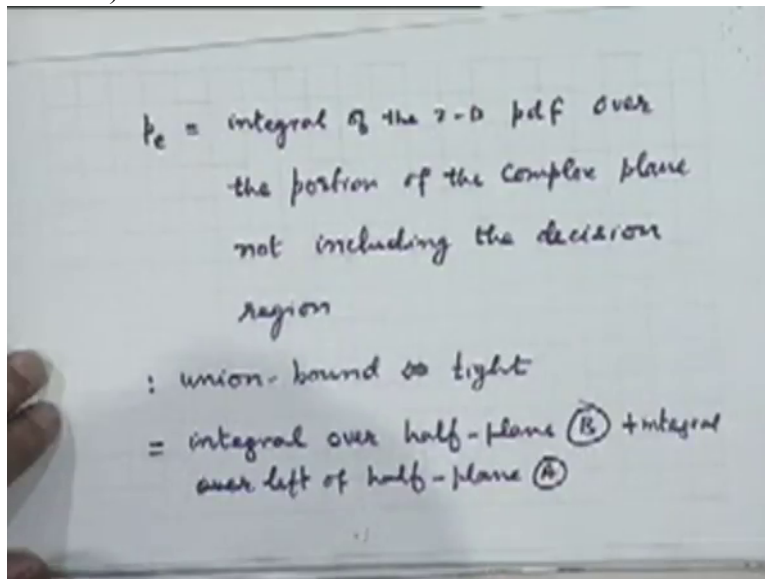 pe = integral of the 2-D pdf over
the portion of the complex plane
not including the decision
region
: union-bound is tight
= integral over half-plane B + integral
over left of half-plane A